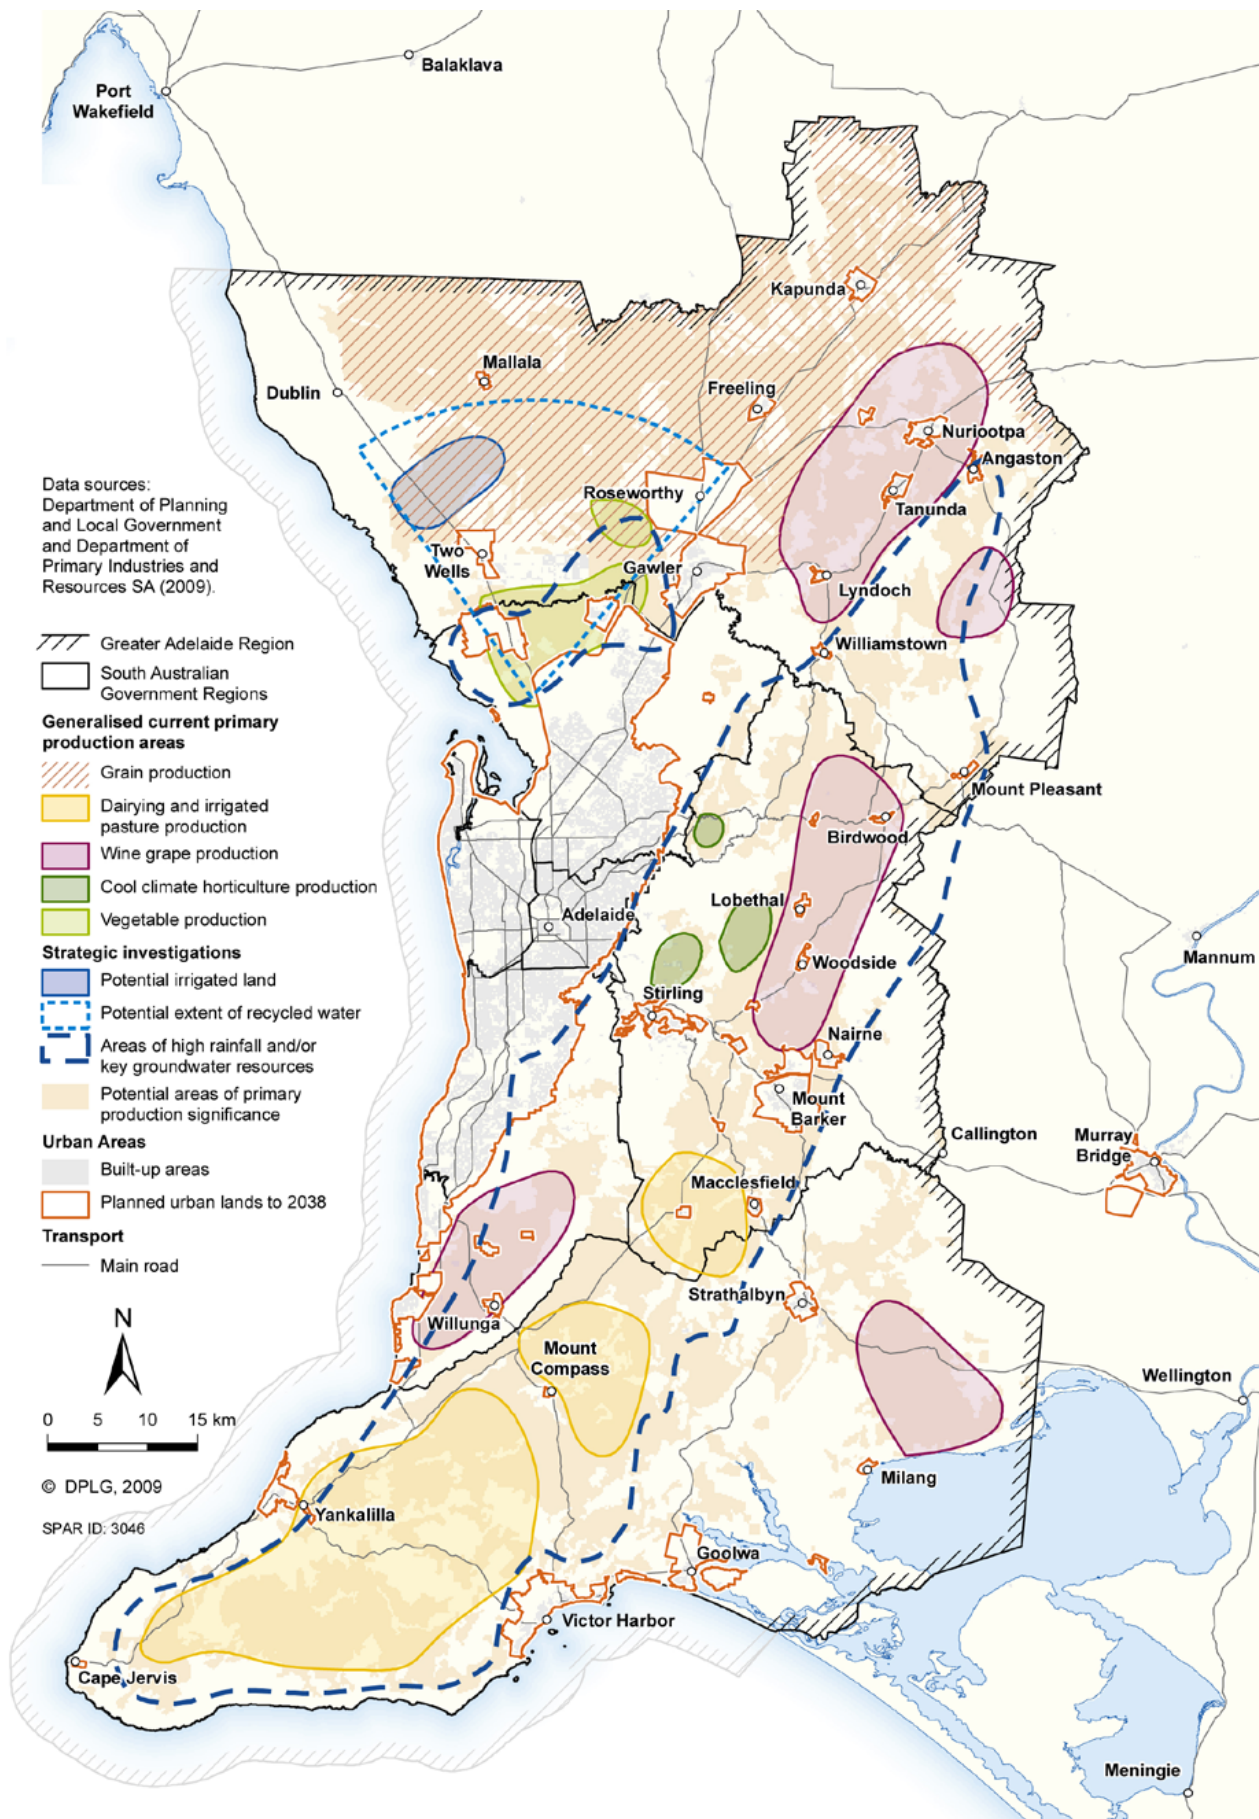 Balaklava
Port
Wakefield
Kapunda
Mallala
Freeling
Dublin
Nuriootpa
Angaston
Roseworthy
Tanunda
Two
Wells
Gawler
Lyndoch
Williamstown
Mount Pleasant
Birdwood
Lobethal
Adelaide
Mannum
Woodside
Stirling
Nairne
Mount
Barker
Callington
Murray
Bridge
Macclesfield
Strathalbyn
Willunga
Mount
Compass
Wellington
Milang
Yankalilla
Goolwa
Victor Harbor
Cape Jervis
Meningie
Data sources:
Department of Planning
and Local Government
and Department of
Primary Industries and
Resources SA (2009).
Greater Adelaide Region
South Australian
Government Regions
Generalised current primary
production areas
Grain production
Dairying and irrigated
pasture production
Wine grape production
Cool climate horticulture production
Vegetable production
Strategic investigations
Potential irrigated land
Potential extent of recycled water
Areas of high rainfall and/or
key groundwater resources
Potential areas of primary
production significance
Urban Areas
Built-up areas
Planned urban lands to 2038
Transport
Main road
N
0 5 10 15 km
© DPLG, 2009
SPAR ID: 3046